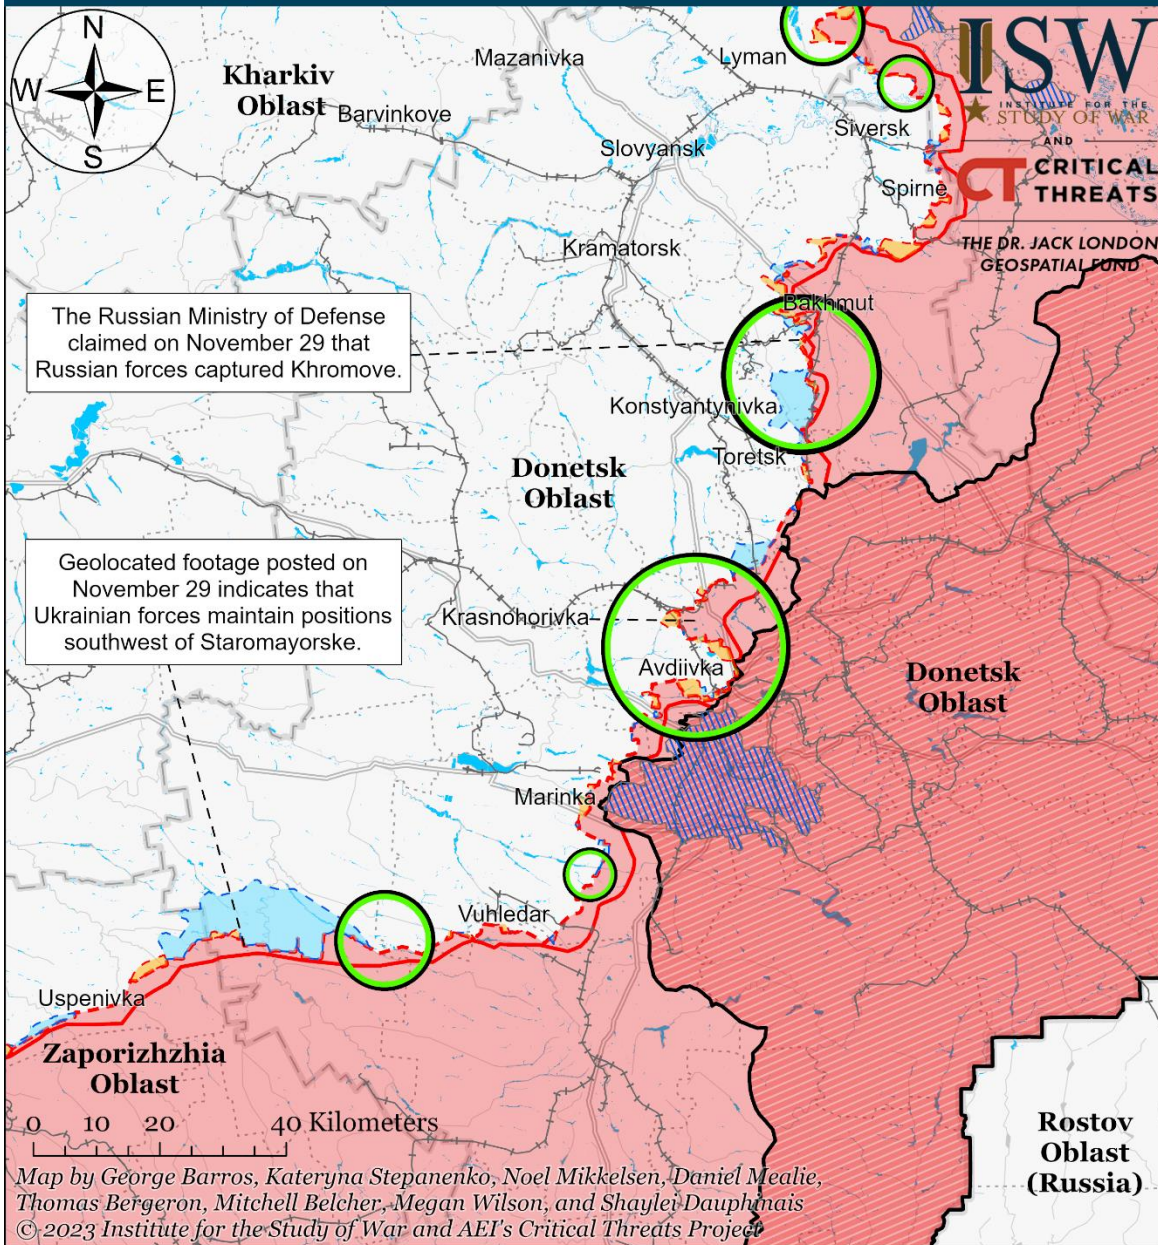 N
W
E
S
Kharkiv
Oblast
Mazanivka
Lyman
Barvinkove
Slovyansk
Siversk
Spirne
Kramatorsk
ISW
INSTITUTE FOR THE
STUDY OF WAR
AND
CT CRITICAL
THREATS
THE DR. JACK LONDON
GEOSPATIAL FUND
Bakhmut
The Russian Ministry of Defense
claimed on November 29 that
Russian forces captured Khromove.
Konstyantynivka
Toretsk
Donetsk
Oblast
Geolocated footage posted on
November 29 indicates that
Ukrainian forces maintain positions
southwest of Staromayorske.
Krasnohorivka
Avdiivka
Donetsk
Oblast
Marinka
Vuhledar
Uspenivka
Zaporizhzhia
Oblast
0 10 20 40 Kilometers
Rostov
Oblast
(Russia)
Map by George Barros, Kateryna Stepanenko, Noel Mikkelsen, Daniel Mealie,
Thomas Bergeron, Mitchell Belcher, Megan Wilson, and Shaylei Dauphinais
© 2023 Institute for the Study of War and AEI's Critical Threats Project